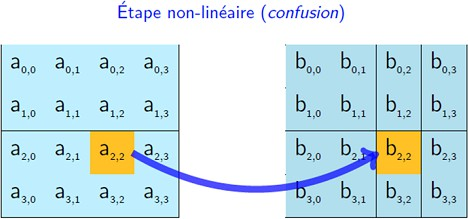 Étape non-linéaire (confusion)
a0,0 a0,1 a0,2 a0,3 b0,0 b0,1 b0,2 b0,3
a1,0 a1,1 a1,2 a1,3 b1,0 b1,1 b1,2 b1,3
a2,0 a2,1 a2,2 a2,3 b2,0 b2,1 b2,2 b2,3
a3,0 a3,1 a3,2 a3,3 b3,0 b3,1 b3,2 b3,3